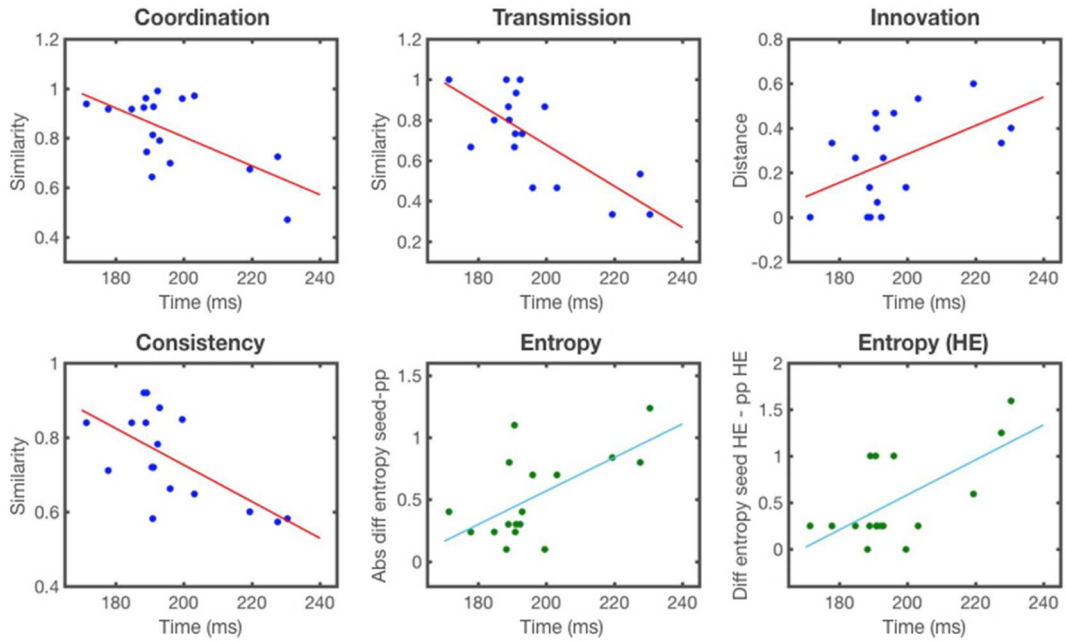 Coordination
Similarity
1.2
1
0.8
0.6
0.4
180 200 220 240
Time (ms)
Transmission
Similarity
1.2
1
0.8
0.6
0.4
0.2
180 200 220 240
Time (ms)
Innovation
Distance
0.8
0.6
0.4
0.2
0
-0.2
180 200 220 240
Time (ms)
Consistency
Similarity
1
0.8
0.6
0.4
180 200 220 240
Time (ms)
Entropy
Abs diff entropy seed-pp
1.5
1
0.5
0
180 200 220 240
Time (ms)
Entropy (HE)
Diff entropy seed HE - pp HE
2
1.5
1
0.5
0
180 200 220 240
Time (ms)